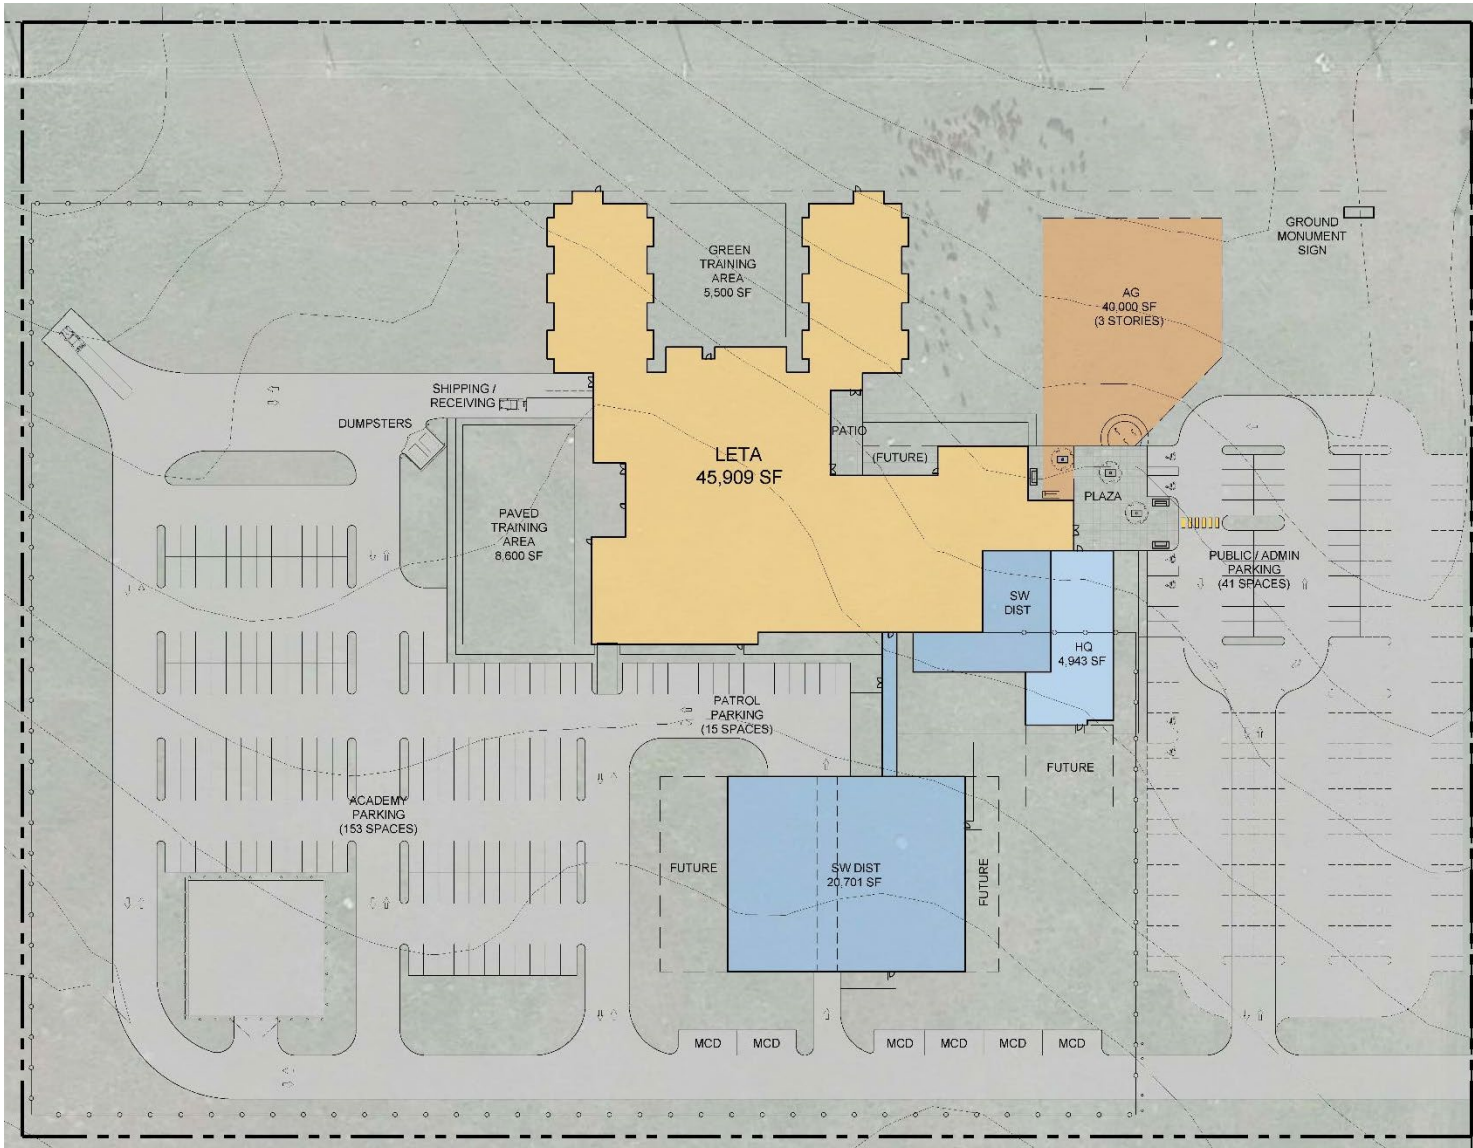 GREEN
TRAINING
AREA
5,500 SF
GROUND
MONUMENT
SIGN
AG
40,000 SF
(3 STORIES)
SHIPPING /
RECEIVING
DUMPSTERS
PATIO
(FUTURE)
LETA
45,909 SF
PLAZA
PAVED
TRAINING
AREA
8,600 SF
PUBLIC / ADMIN
PARKING
(41 SPACES)
SW
DIST
HQ
4,943 SF
PATROL
PARKING
(15 SPACES)
FUTURE
ACADEMY
PARKING
(153 SPACES)
FUTURE
SW DIST
20,701 SF
FUTURE
MCD
MCD
MCD
MCD
MCD
MCD